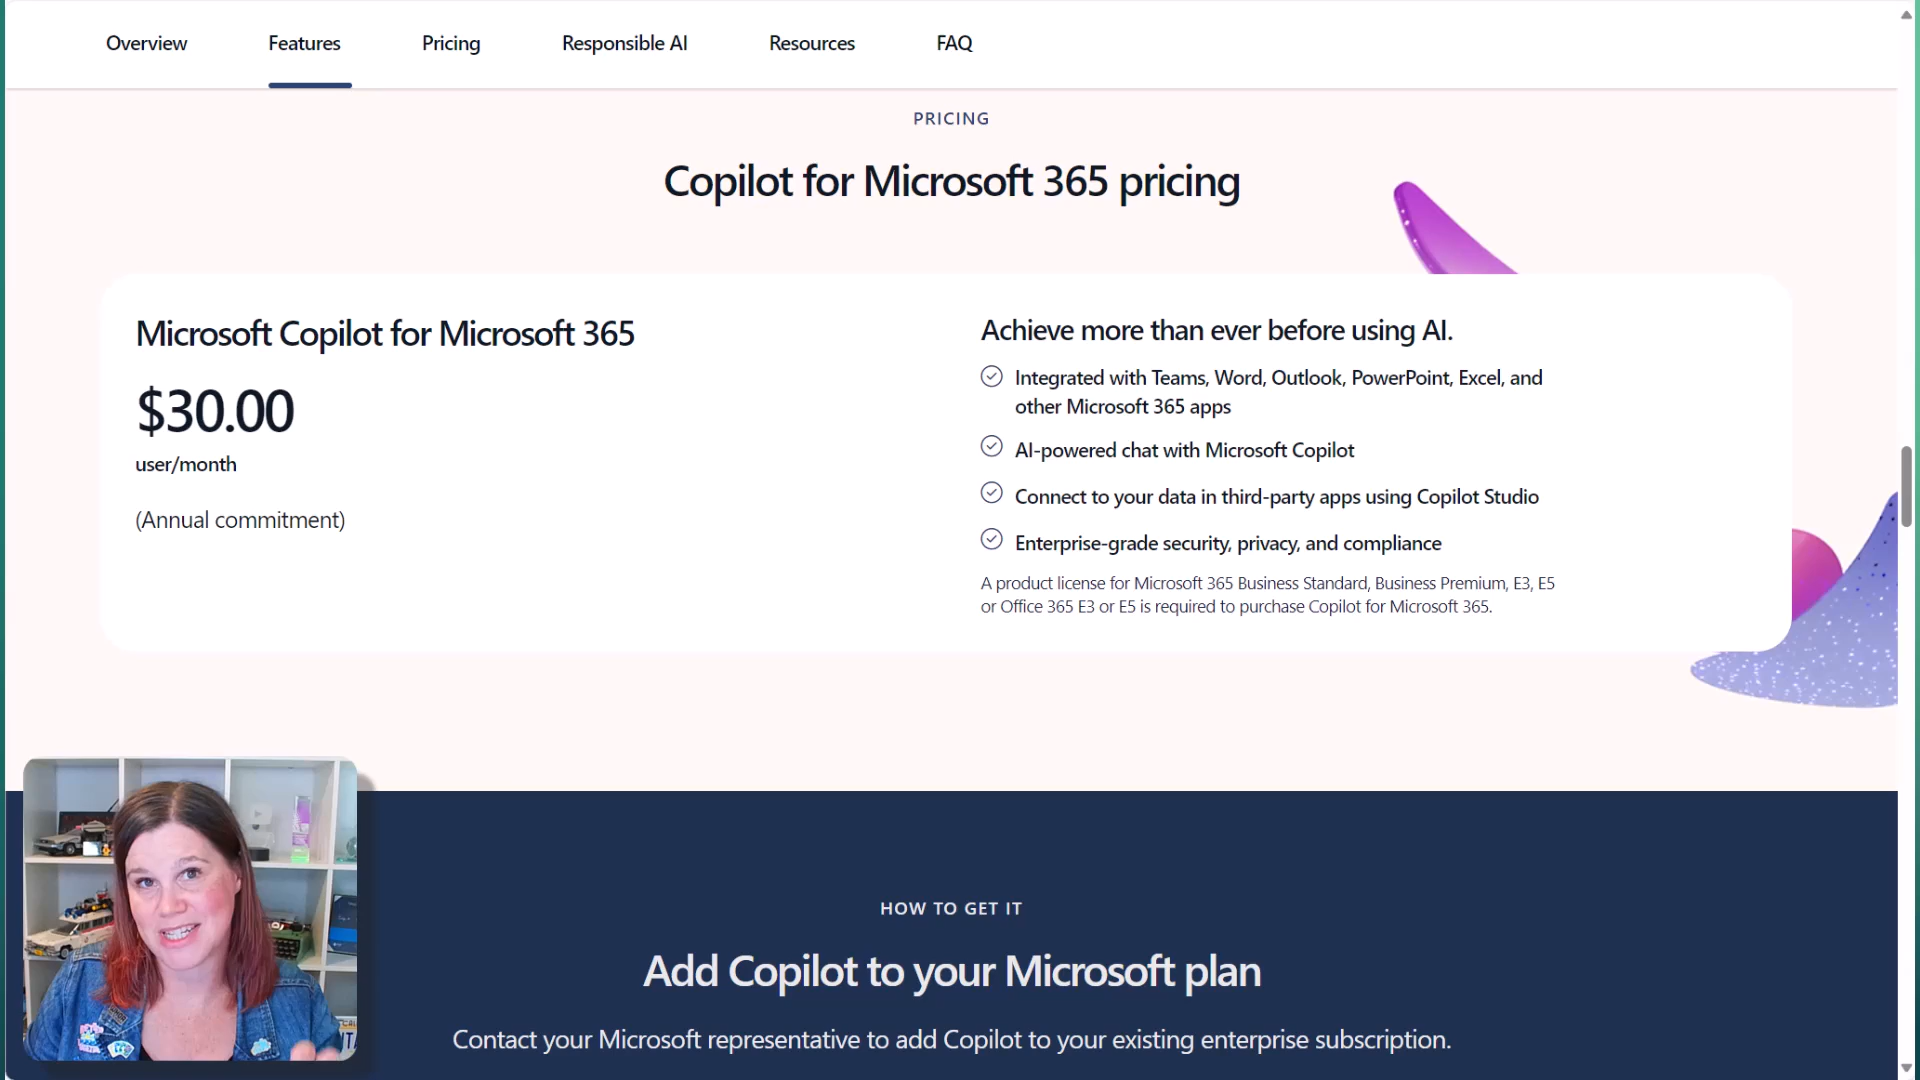 Overview
Features
Pricing
Responsible AI
Resources
FAQ
PRICING
Copilot for Microsoft 365 pricing
Microsoft Copilot for Microsoft 365
$30.00
user/month
(Annual commitment)
Achieve more than ever before using AI.
Integrated with Teams, Word, Outlook, PowerPoint, Excel, and
other Microsoft 365 apps
AI-powered chat with Microsoft Copilot
Connect to your data in third-party apps using Copilot Studio
Enterprise-grade security, privacy, and compliance
A product license for Microsoft 365 Business Standard, Business Premium, E3, E5
or Office 365 E3 or E5 is required to purchase Copilot for Microsoft 365.
HOW TO GET IT
Add Copilot to your Microsoft plan
Contact your Microsoft representative to add Copilot to your existing enterprise subscription.